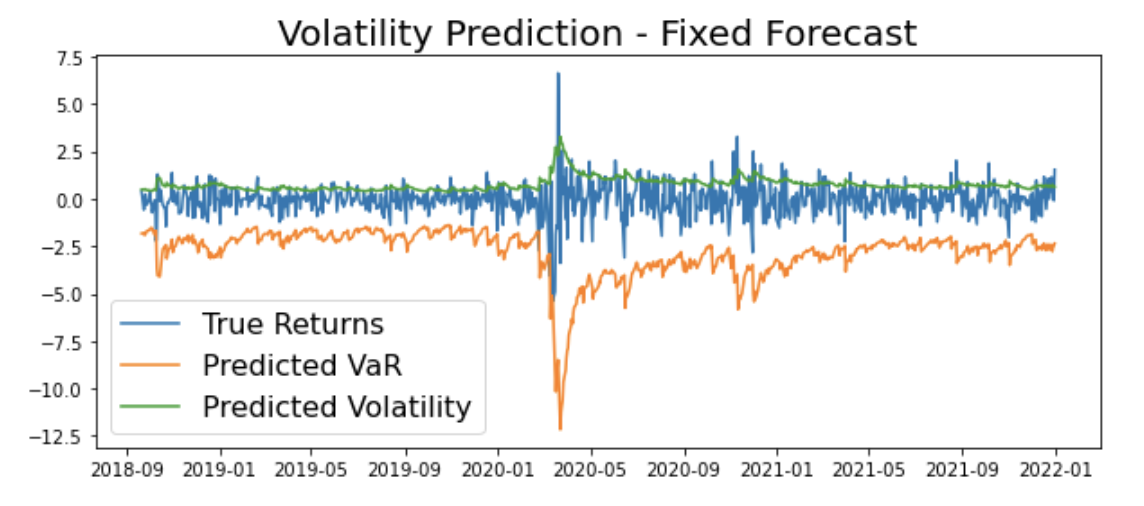 Volatility Prediction - Fixed Forecast
7.5
5.0
2.5
0.0
−2.5
−5.0
−7.5
−10.0
−12.5
True Returns
Predicted VaR
Predicted Volatility
2018-09 2019-01 2019-05 2019-09 2020-01 2020-05 2020-09 2021-01 2021-05 2021-09 2022-01